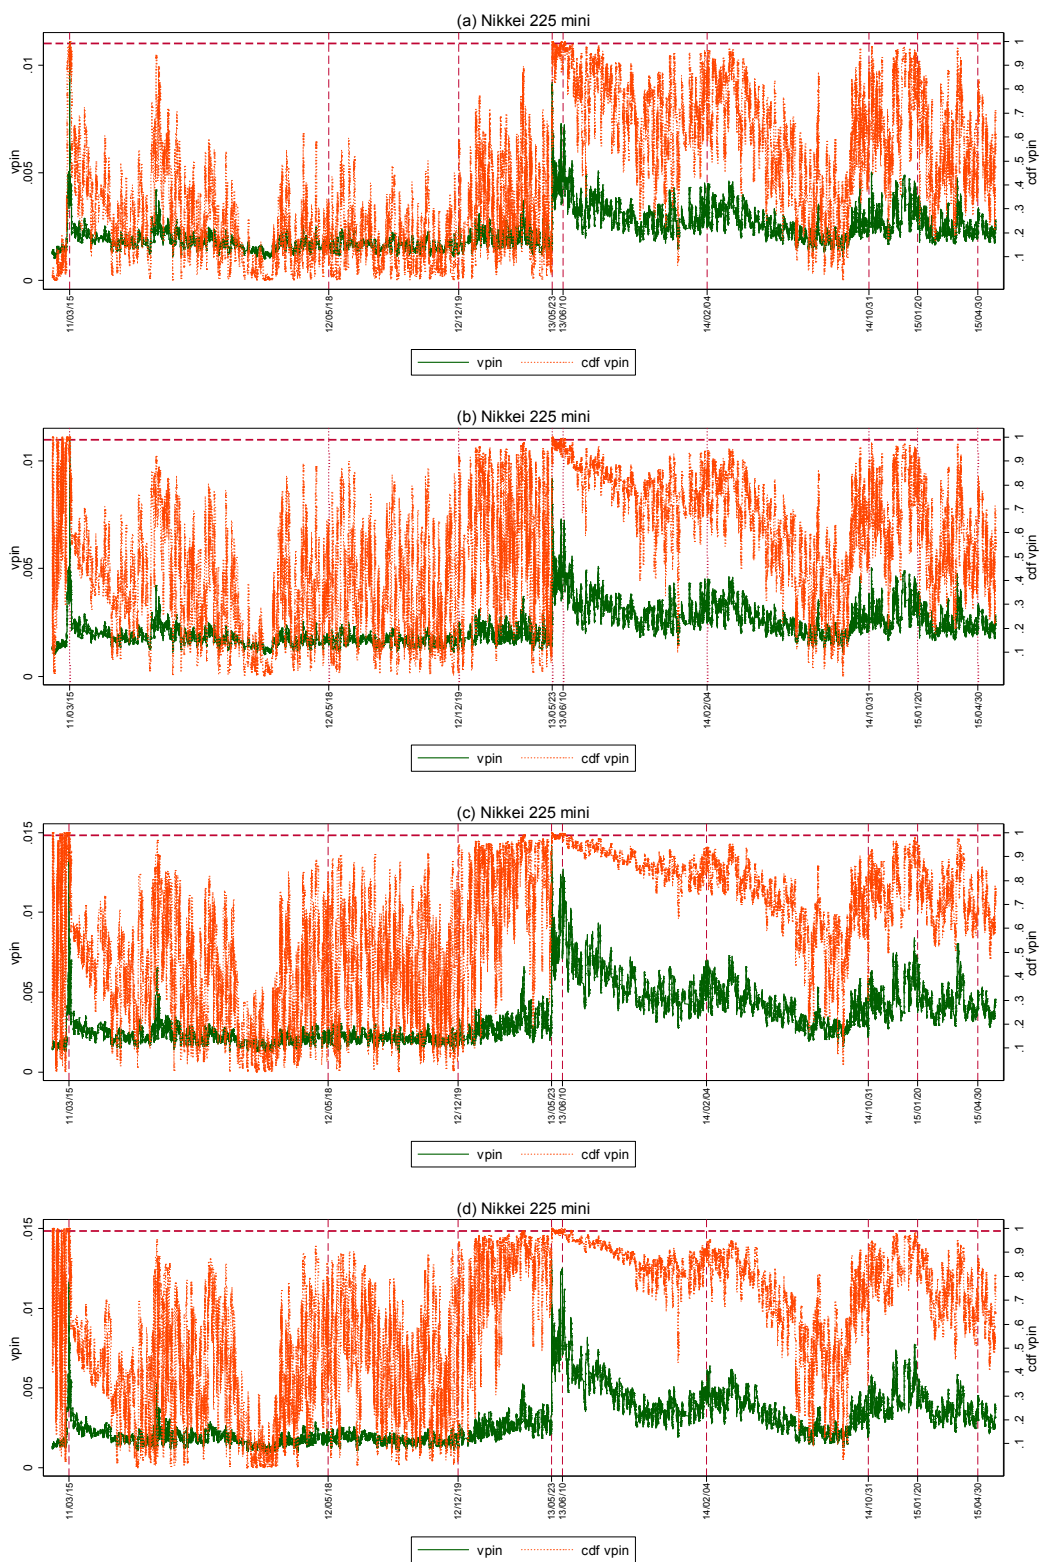 (a) Nikkei 225 mini
vpin
0 .005 .01
cdf vpin
.1 .2 .3 .4 .5 .6 .7 .8 .9 1
11/03/15 12/05/18 12/12/19 13/05/23 13/06/10 14/02/04 14/10/31 15/01/20 15/04/30
vpin cdf vpin
(b) Nikkei 225 mini
vpin
0 .005 .01
cdf vpin
.1 .2 .3 .4 .5 .6 .7 .8 .9 1
11/03/15 12/05/18 12/12/19 13/05/23 13/06/10 14/02/04 14/10/31 15/01/20 15/04/30
vpin cdf vpin
(c) Nikkei 225 mini
vpin
0 .005 .01 .015
cdf vpin
.1 .2 .3 .4 .5 .6 .7 .8 .9 1
11/03/15 12/05/18 12/12/19 13/05/23 13/06/10 14/02/04 14/10/31 15/01/20 15/04/30
vpin cdf vpin
(d) Nikkei 225 mini
vpin
0 .005 .01 .015
cdf vpin
.1 .2 .3 .4 .5 .6 .7 .8 .9 1
11/03/15 12/05/18 12/12/19 13/05/23 13/06/10 14/02/04 14/10/31 15/01/20 15/04/30
vpin cdf vpin